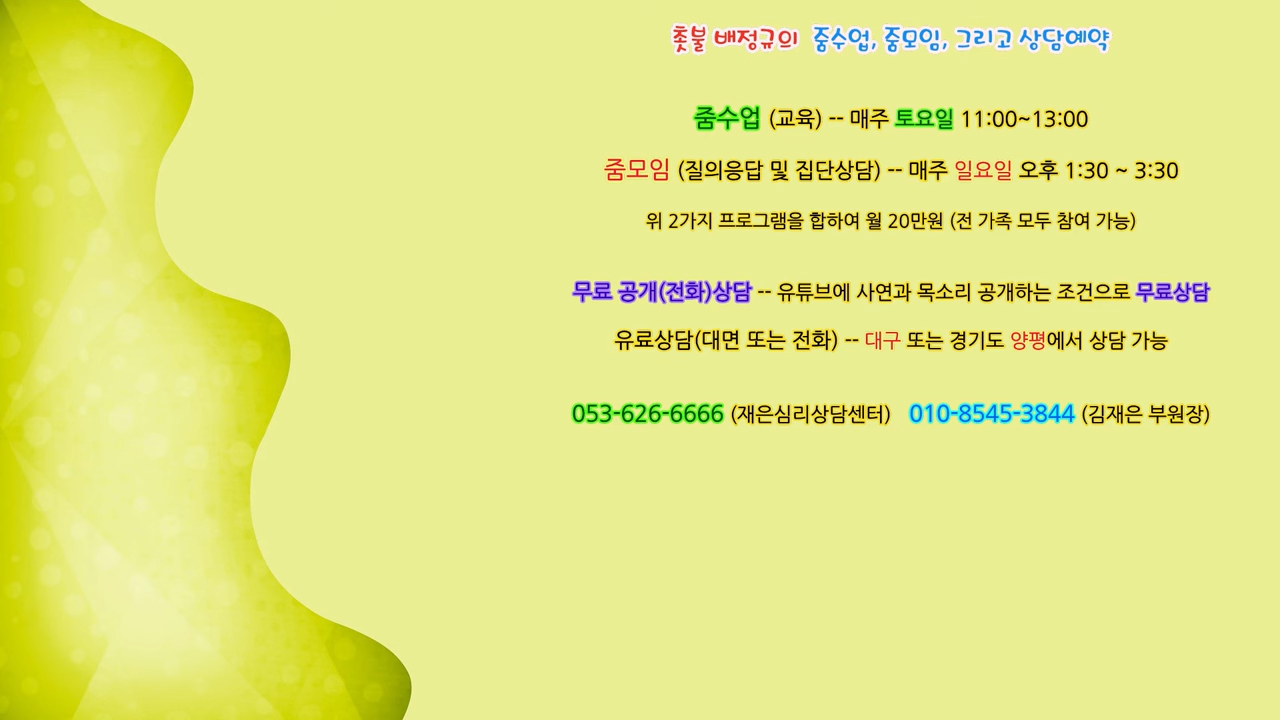 촛불 배정규의 줌수업, 줌모임, 그리고 상담예약
줌수업 (교육) -- 매주 토요일 11:00~13:00
줌모임 (질의응답 및 집단상담) -- 매주 일요일 오후 1:30 ~ 3:30
위 2가지 프로그램을 합하여 월 20만원 (전 가족 모두 참여 가능)
무료 공개(전화)상담 -- 유튜브에 사연과 목소리 공개하는 조건으로 무료상담
유료상담(대면 또는 전화) -- 대구 또는 경기도 양평에서 상담 가능
053-626-6666 (재은심리상담센터) 010-8545-3844 (김재은 부원장)